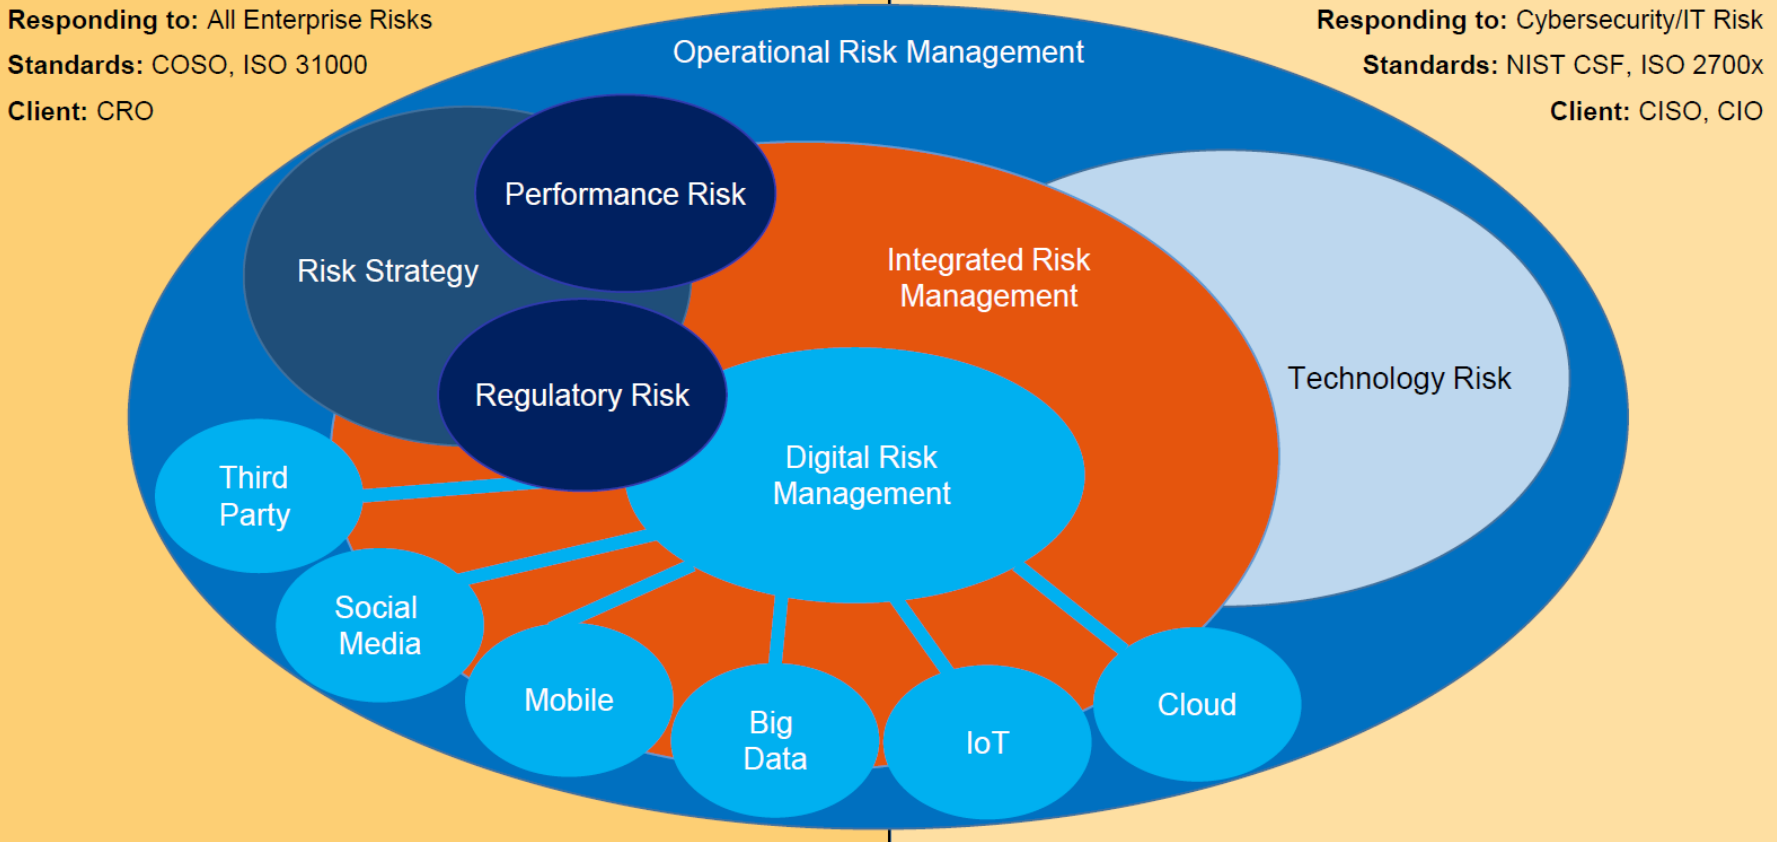 Responding to: All Enterprise Risks
Standards: COSO, ISO 31000
Client: CRO
Responding to: Cybersecurity/IT Risk
Standards: NIST CSF, ISO 2700x
Client: CISO, CIO
Operational Risk Management
Performance Risk
Risk Strategy
Integrated Risk
Management
Regulatory Risk
Technology Risk
Digital Risk
Management
Third
Party
Social
Media
Mobile
Big
Data
IoT
Cloud